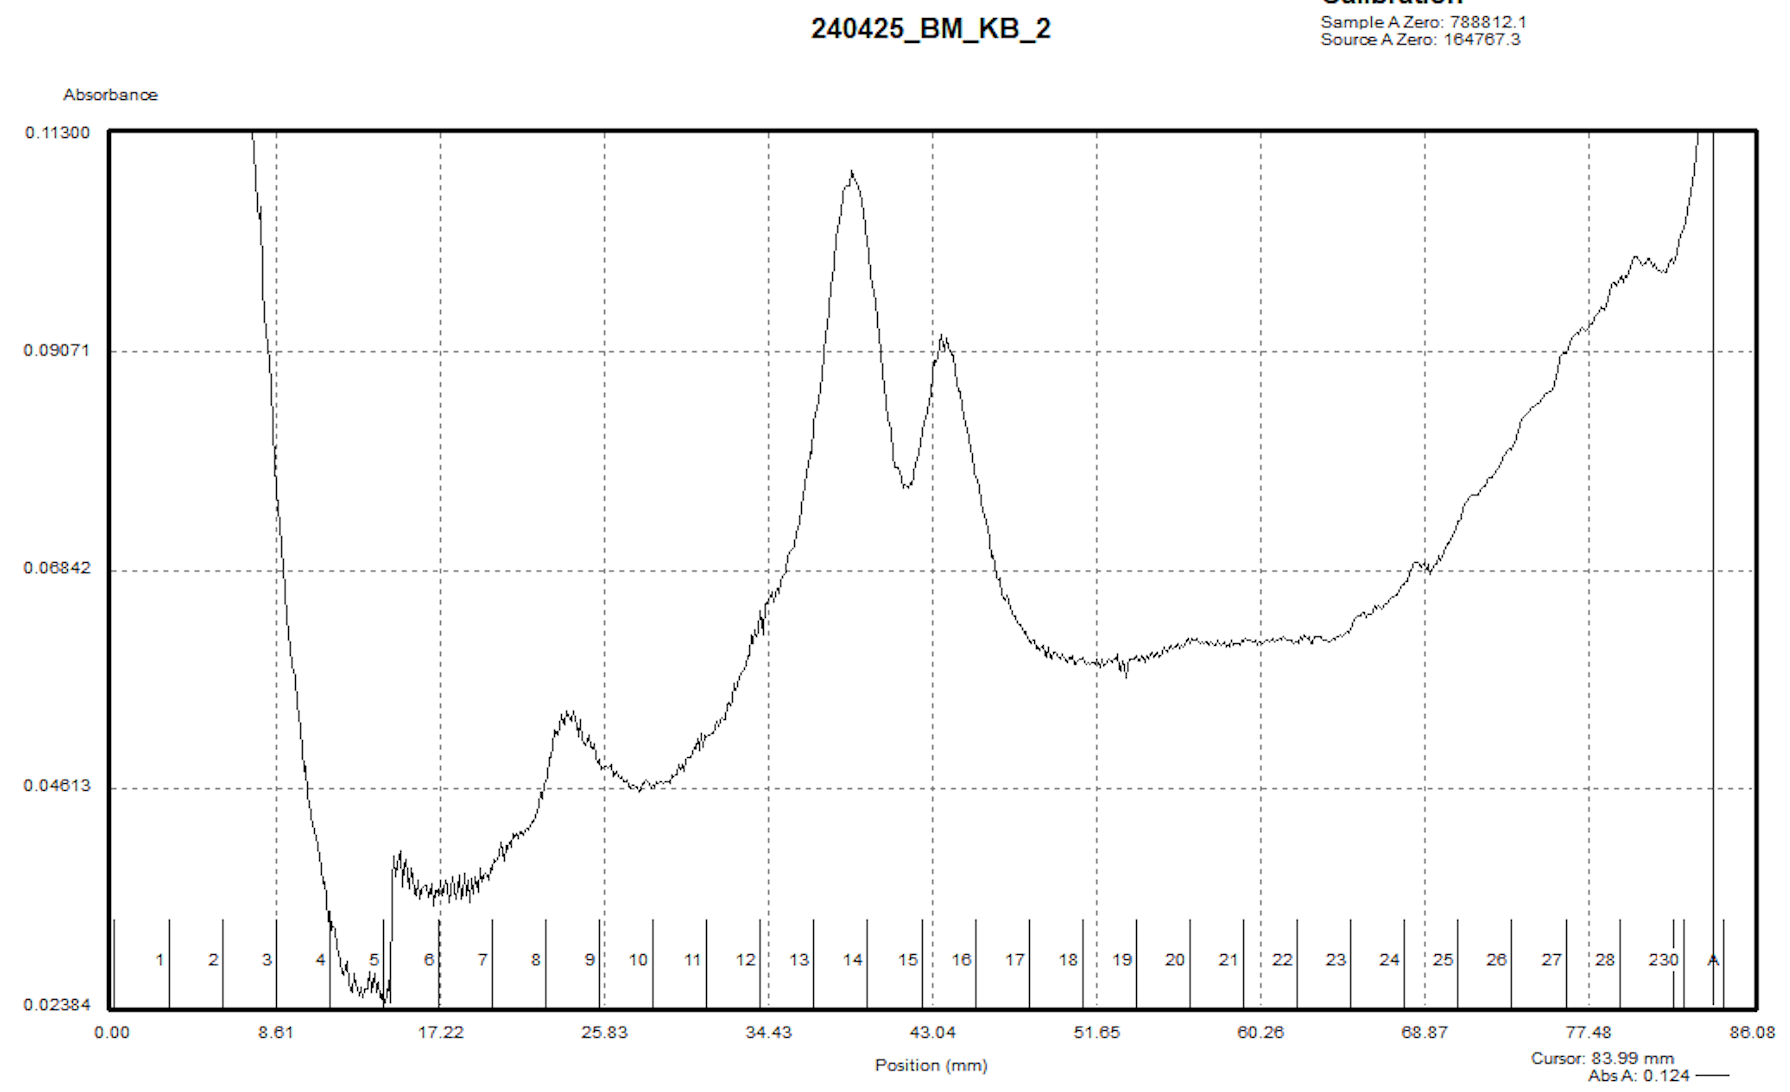 Calibration
240425_BM_KB_2
Sample A Zero: 788812.1
Source A Zero: 164767.3
Absorbance
0.11300
0.09071
0.06842
0.04613
0.02384
1 2 3 4 5 6 7 8 9 10 11 12 13 14 15 16 17 18 19 20 21 22 23 24 25 26 27 28 230 A
0.00 8.61 17.22 25.83 34.43 43.04 51.65 60.26 68.87 77.48 86.08
Position (mm)
Cursor: 83.99 mm
Abs A: 0.124